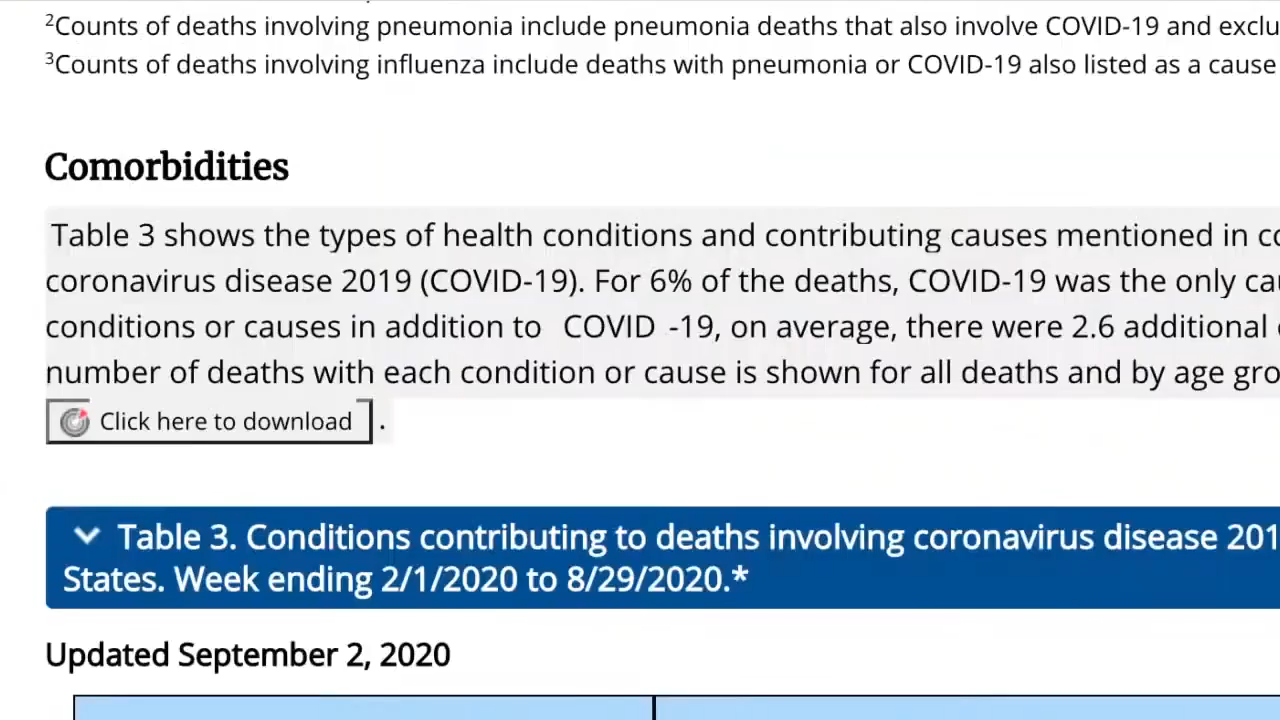 ²Counts of deaths involving pneumonia include pneumonia deaths that also involve COVID-19 and
³Counts of deaths involving influenza include deaths with pneumonia or COVID-19 also listed as a cause
Comorbidities
Table 3 shows the types of health conditions and contributing causes mentioned in
coronavirus disease 2019 (COVID-19). For 6% of the deaths, COVID-19 was the only
conditions or causes in addition to COVID -19, on average, there were 2.6 additional
number of deaths with each condition or cause is shown for all deaths and by age
Click here to download .
Table 3. Conditions contributing to deaths involving coronavirus disease 201
States. Week ending 2/1/2020 to 8/29/2020.*
Updated September 2, 2020